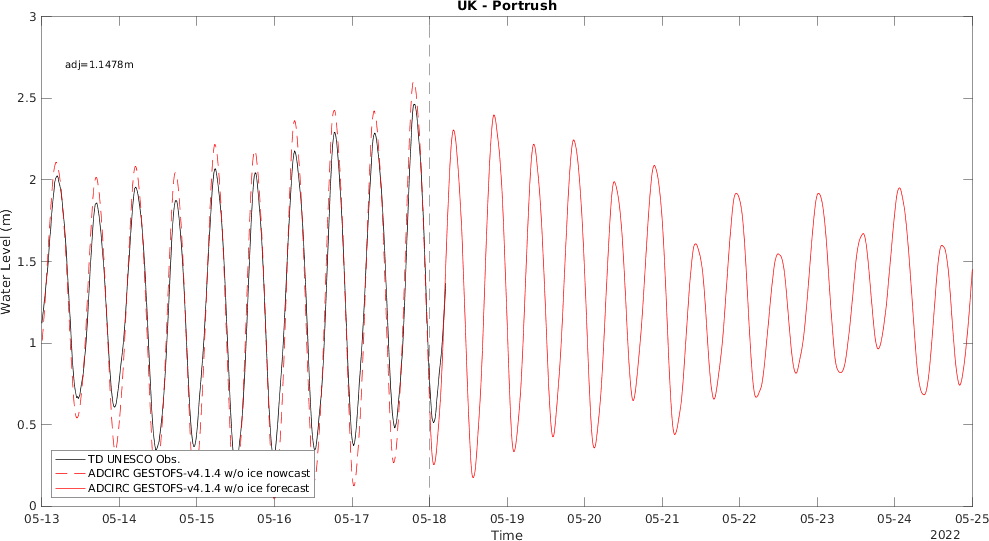 UK - Portrush
3
adj=1.1478m
2.5
2
1.5
1
0.5
0
Water Level (m)
TD UNESCO Obs.
ADCIRC GESTOFS-v4.1.4 w/o ice nowcast
ADCIRC GESTOFS-v4.1.4 w/o ice forecast
05-13 05-14 05-15 05-16 05-17 05-18 05-19 05-20 05-21 05-22 05-23 05-24 05-25
Time
2022